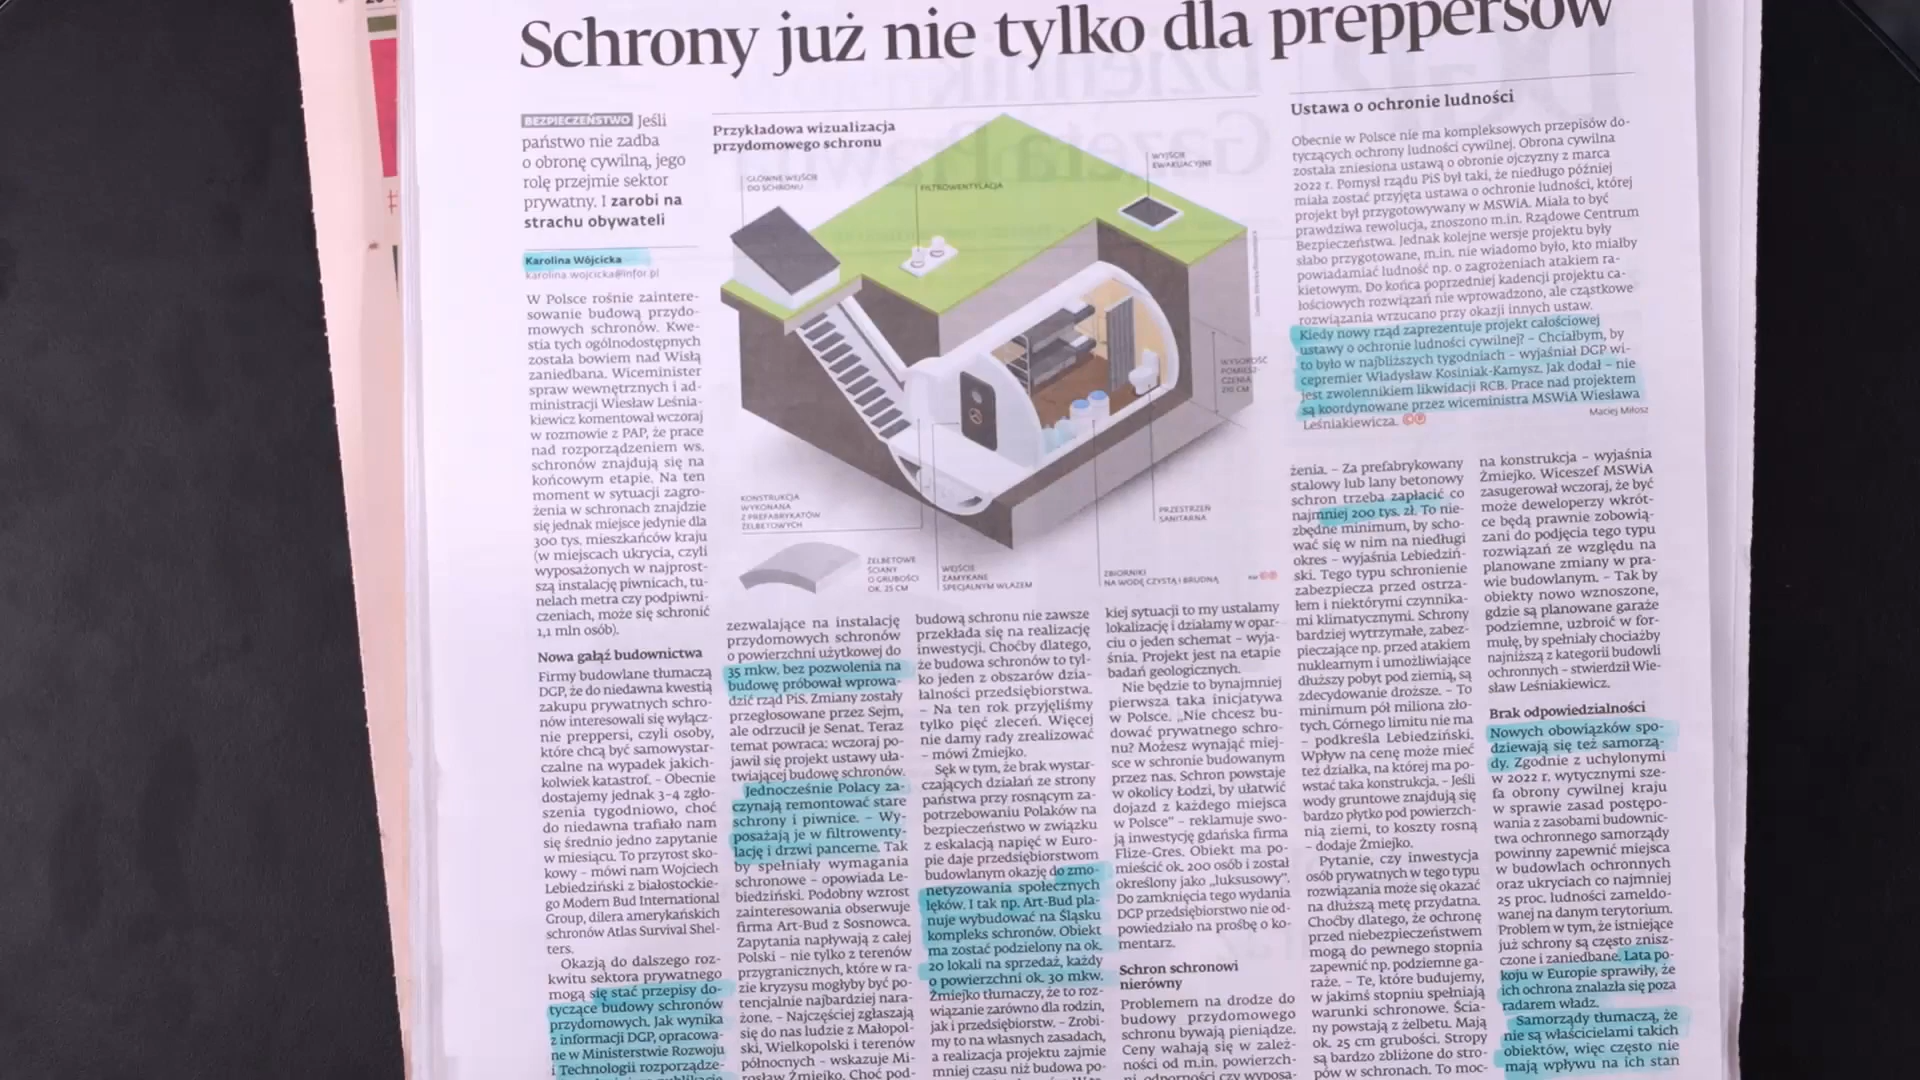 Schrony już nie tylko dla preppersów
BEZPIECZEŃSTWO Jeśli
państwo nie zadba
o obronę cywilną, jego
rolę przejmie sektor
prywatny. I zarobi na
strachu obywateli
Karolina Wójcicka
karolina.wojcicka@infor.pl
W Polsce rośnie zaintere-
sowanie budową przydo-
mowych schronów. Kwe-
stia tych ogólnodostępnych
została bowiem nad Wisłą
zaniedbana. Wiceminister
spraw wewnętrznych i ad-
ministracji Wiesław Leśnia-
kiewicz komentował wczoraj
w rozmowie z PAP, że prace
nad rozporządzeniem ws.
schronów znajdują się na
końcowym etapie. Na ten
moment w sytuacji zagro-
żenia w schronach znajdzie
się jednak miejsce jedynie dla
300 tys. mieszkańców kraju
(w miejscach ukrycia, czyli
wyposażonych w najprost-
szą instalację piwnicach, tu-
nelach metra czy podpiwni-
czeniach, może się schronić
1,1 mln osób).
Nowa gałąź budownictwa
Firmy budowlane tłumaczą
DGP, że do niedawna kwestią
zakupu prywatnych schro-
nów interesowali się wyłącz-
nie preppersi, czyli osoby,
które chcą być samowystar-
czalne na wypadek jakich-
kolwiek katastrof. – Obecnie
dostajemy jednak 3–4 zgło-
szenia tygodniowo, choć
do niedawna trafiało nam
się średnio jedno zapytanie
w miesiącu. To przyrost sko-
kowy – mówi nam Wojciech
Lebiedziński z białostockie-
go Modern Bud International
Group, dilera amerykańskich
schronów Atlas Survival Shel-
ters.
Okazją do dalszego roz-
kwitu sektora prywatnego
mogą się stać przepisy do-
tyczące budowy schronów
przydomowych. Jak wynika
z informacji DGP, opracowa-
ne w Ministerstwie Rozwoju
i Technologii rozporządze-
Przykładowa wizualizacja
przydomowego schronu
GŁÓWNE WEJŚCIE
DO SCHRONU
FILTROWENTYLACJA
WYJŚCIE
EWAKUACYJNE
WYSOKOŚĆ
POMIESZ-
CZENIA
210 CM
KONSTRUKCJA
WYKONANA
Z PREFABRYKATÓW
ŻELBETOWYCH
ŻELBETOWE
ŚCIANY
O GRUBOŚCI
OK. 25 CM
WEJŚCIE
ZAMYKANE
SPECJALNYM WŁAZEM
ZBIORNIKI
NA WODĘ CZYSTĄ I BRUDNĄ
PRZESTRZEŃ
SANITARNA
zezwalające na instalację
przydomowych schronów
o powierzchni użytkowej do
35 mkw. bez pozwolenia na
budowę próbował wprowa-
dzić rząd PiS. Zmiany zostały
przegłosowane przez Sejm,
ale odrzucił je Senat. Teraz
temat powraca: wczoraj po-
jawił się projekt ustawy uła-
twiającej budowę schronów.
Jednocześnie Polacy za-
czynają remontować stare
schrony i piwnice. – Wy-
posażają je w filtrowenty-
lację i drzwi pancerne. Tak
by spełniały wymagania
schronowe – opowiada Le-
biedziński. Podobny wzrost
zainteresowania obserwuje
firma Art-Bud z Sosnowca.
Zapytania napływają z całej
Polski – nie tylko z terenów
przygranicznych, które w ra-
zie kryzysu mogłyby być po-
tencjalnie najbardziej nara-
żone. – Najczęściej zgłaszają
się do nas ludzie z Małopol-
ski, Wielkopolski i terenów
północnych – wskazuje Mi-
rosław Żmiejko. Choć pod-
budową schronu nie zawsze
przekłada się na realizację
inwestycji. Choćby dlatego,
że budowa schronów to tyl-
ko jeden z obszarów dzia-
łalności przedsiębiorstwa.
– Na ten rok przyjęliśmy
tylko pięć zleceń. Więcej
nie damy rady zrealizować
– mówi Żmiejko.
Sęk w tym, że brak wystar-
czających działań ze strony
państwa przy rosnącym za-
potrzebowaniu Polaków na
bezpieczeństwo w związku
z eskalacją napięć w Euro-
pie daje przedsiębiorstwom
budowlanym okazję do zmo-
netyzowania społecznych
lęków. I tak np. Art-Bud pla-
nuje wybudować na Śląsku
kompleks schronów. Obiekt
ma zostać podzielony na ok.
20 lokali na sprzedaż, każdy
o powierzchni ok. 30 mkw.
Żmiejko tłumaczy, że to roz-
wiązanie zarówno dla rodzin,
jak i przedsiębiorstw. – Zrobi-
my to na własnych zasadach,
a realizacja projektu zajmie
mniej czasu niż budowa po-
kiej sytuacji to my ustalamy
lokalizację i działamy w opar-
ciu o jeden schemat – wyja-
śnia. Projekt jest na etapie
badań geologicznych.
Nie będzie to bynajmniej
pierwsza taka inicjatywa
w Polsce. „Nie chcesz bu-
dować prywatnego schro-
nu? Możesz wynająć miej-
sce w schronie budowanym
przez nas. Schron powstaje
w okolicy Łodzi, by ułatwić
dojazd z każdego miejsca
w Polsce” – reklamuje swo-
ją inwestycję gdańska firma
Flize-Gres. Obiekt ma po-
mieścić ok. 200 osób i został
określony jako „luksusowy”.
Do zamknięcia tego wydania
DGP przedsiębiorstwo nie od-
powiedziało na prośbę o ko-
mentarz.
Schron schronowi
nierówny
Problemem na drodze do
budowy przydomowego
schronu bywają pieniądze.
Ceny wahają się w zależ-
ności od m.in. powierzch-
ni, odporności czy wyposa-
Ustawa o ochronie ludności
Obecnie w Polsce nie ma kompleksowych przepisów do-
tyczących ochrony ludności cywilnej. Obrona cywilna
została zniesiona ustawą o obronie ojczyzny z marca
2022 r. Pomysł rządu PiS był taki, że niedługo później
miała zostać przyjęta ustawa o ochronie ludności, której
projekt był przygotowywany w MSWiA. Miała to być
prawdziwa rewolucja, znoszono m.in. Rządowe Centrum
Bezpieczeństwa. Jednak kolejne wersje projektu były
słabo przygotowane, m.in. nie wiadomo było, kto miałby
powiadamiać ludność np. o zagrożeniach atakiem ra-
kietowym. Do końca poprzedniej kadencji projektu ca-
łościowych rozwiązań nie wprowadzono, ale cząstkowe
rozwiązania wrzucano przy okazji innych ustaw.
Kiedy nowy rząd zaprezentuje projekt całościowej
ustawy o ochronie ludności cywilnej? – Chciałbym, by
to było w najbliższych tygodniach – wyjaśniał DGP wi-
cepremier Władysław Kosiniak-Kamysz. Jak dodał – nie
jest zwolennikiem likwidacji RCB. Prace nad projektem
są koordynowane przez wiceministra MSWiA Wiesława
Leśniakiewicza. ©℗
Maciej Miłosz
żenia. – Za prefabrykowany
stalowy lub lany betonowy
schron trzeba zapłacić co
najmniej 200 tys. zł. To nie-
zbędne minimum, by scho-
wać się w nim na niedługi
okres – wyjaśnia Lebiedziń-
ski. Tego typu schronienie
zabezpiecza przed ostrza-
łem i niektórymi czynnika-
mi klimatycznymi. Schrony
bardziej wytrzymałe, zabez-
pieczające np. przed atakiem
nuklearnym i umożliwiające
dłuższy pobyt pod ziemią, są
zdecydowanie droższe. – To
minimum pół miliona zło-
tych. Górnego limitu nie ma
– podkreśla Lebiedziński.
Wpływ na cenę może mieć
też działka, na której ma po-
wstać taka konstrukcja. – Jeśli
wody gruntowe znajdują się
bardzo płytko pod powierzch-
nią ziemi, to koszty rosną
– dodaje Żmiejko.
Pytanie, czy inwestycja
osób prywatnych w tego typu
rozwiązania może się okazać
na dłuższą metę przydatna.
Choćby dlatego, że ochronę
przed niebezpieczeństwem
mogą do pewnego stopnia
zapewnić np. podziemne ga-
raże. – Te, które budujemy,
w jakimś stopniu spełniają
warunki schronowe. Ścia-
ny powstają z żelbetu. Mają
ok. 25 cm grubości. Stropy
są bardzo zbliżone do stro-
pów w schronach. To moc-
na konstrukcja – wyjaśnia
Żmiejko. Wiceszef MSWiA
zasugerował wczoraj, że być
może deweloperzy wkrót-
ce będą prawnie zobowią-
zani do podjęcia tego typu
rozwiązań ze względu na
planowane zmiany w pra-
wie budowlanym. – Tak by
obiekty nowo wznoszone,
gdzie są planowane garaże
podziemne, uzbroić w for-
mułę, by spełniały chociażby
najniższą z kategorii budowli
ochronnych – stwierdził Wie-
sław Leśniakiewicz.
Brak odpowiedzialności
Nowych obowiązków spo-
dziewają się też samorzą-
dy. Zgodnie z uchylonymi
w 2022 r. wytycznymi sze-
fa obrony cywilnej kraju
w sprawie zasad postępo-
wania z zasobami budownic-
twa ochronnego samorządy
powinny zapewnić miejsca
w budowlach ochronnych
oraz ukryciach co najmniej
25 proc. ludności zameldo-
wanej na danym terytorium.
Problem w tym, że istniejące
już schrony są często znisz-
czone i zaniedbane. Lata po-
koju w Europie sprawiły, że
ich ochrona znalazła się poza
radarem władz.
Samorządy tłumaczą, że
nie są właścicielami takich
obiektów, więc często nie
mają wpływu na ich stan